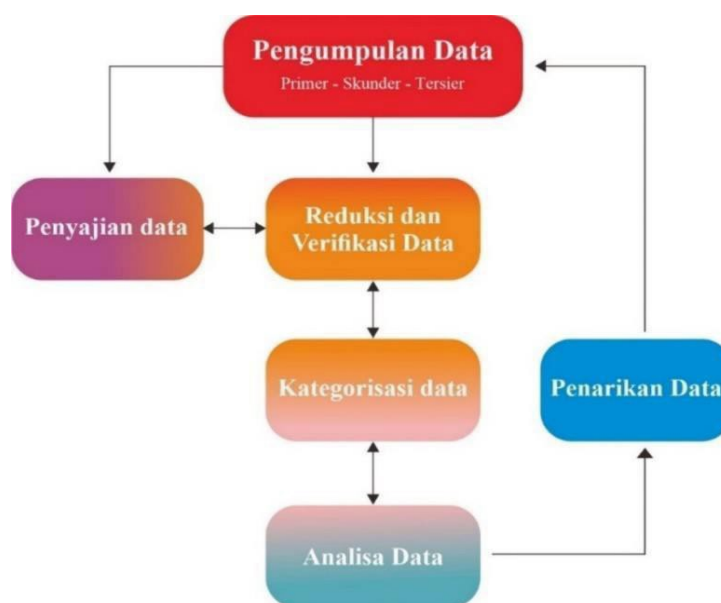 Pengumpulan Data
Primer - Skunder - Tersier
Penyajian data
Reduksi dan
Verifikasi Data
Kategorisasi data
Penarikan Data
Analisa Data